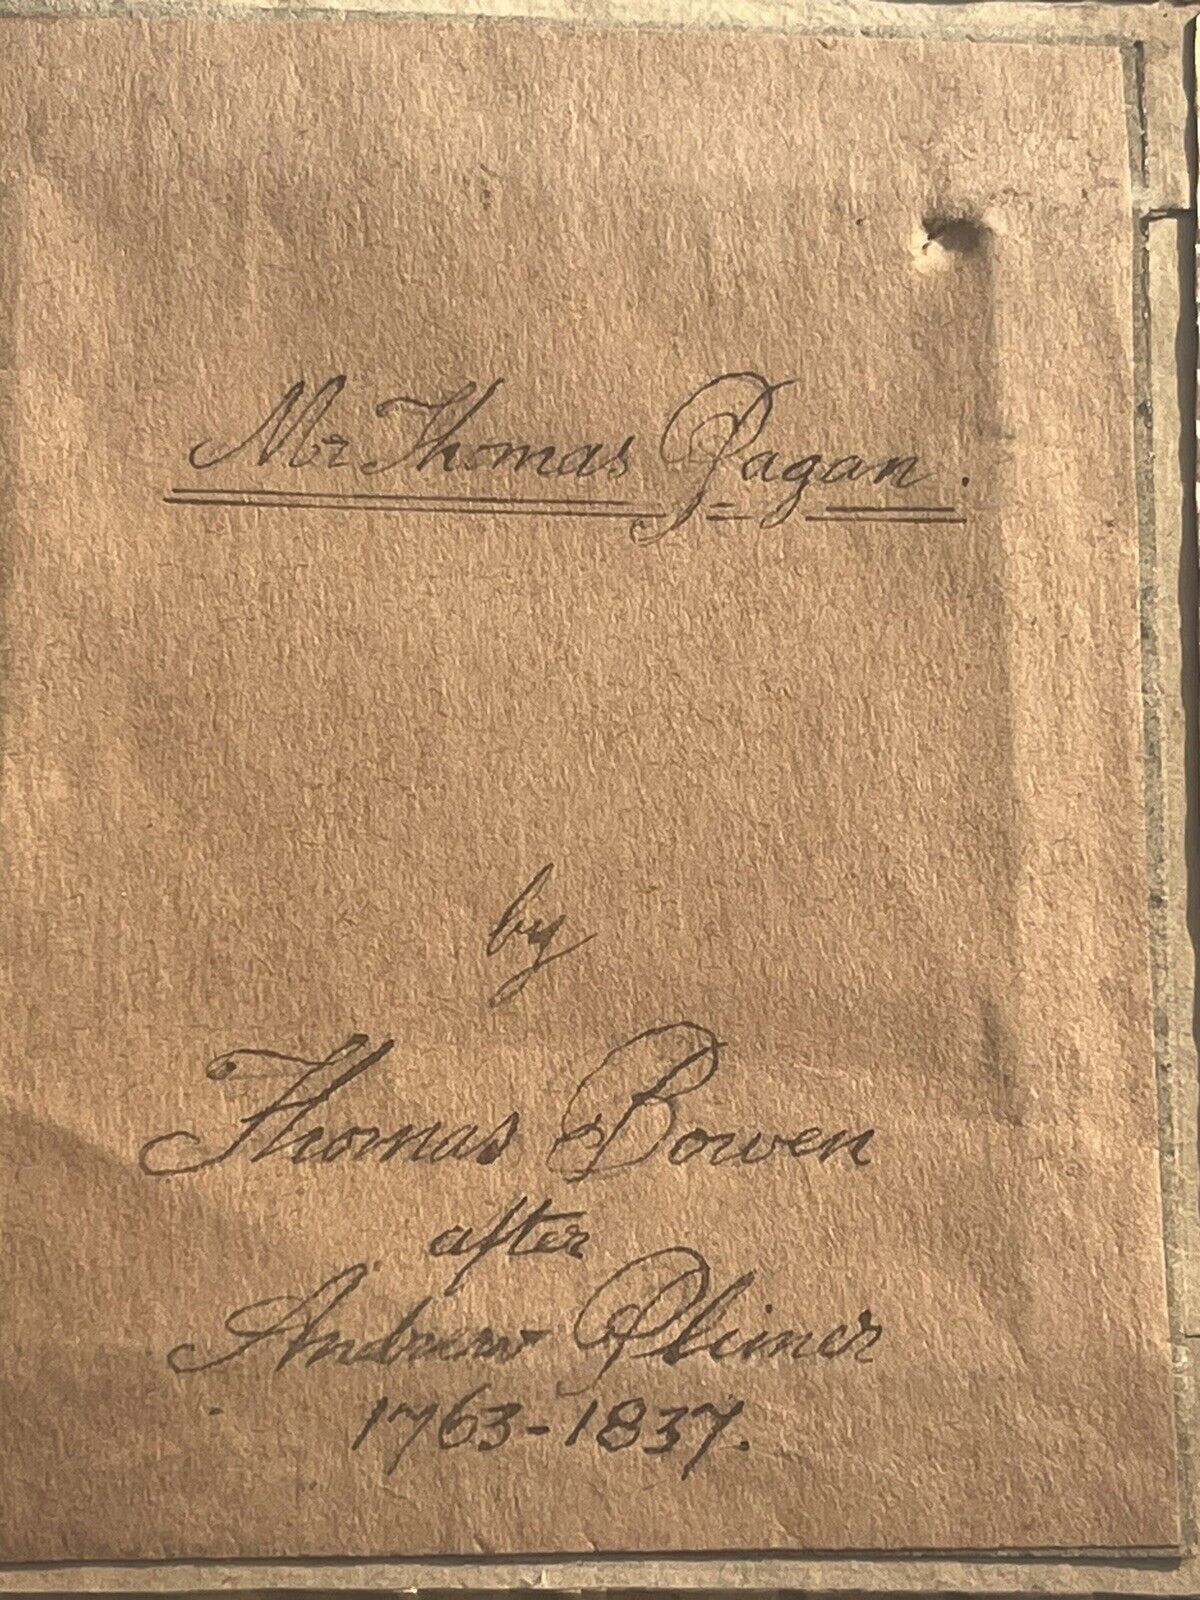 Mr Thomas Pagan.
by
Thomas Bowen
after
Andrew Plimer
1763-1837.